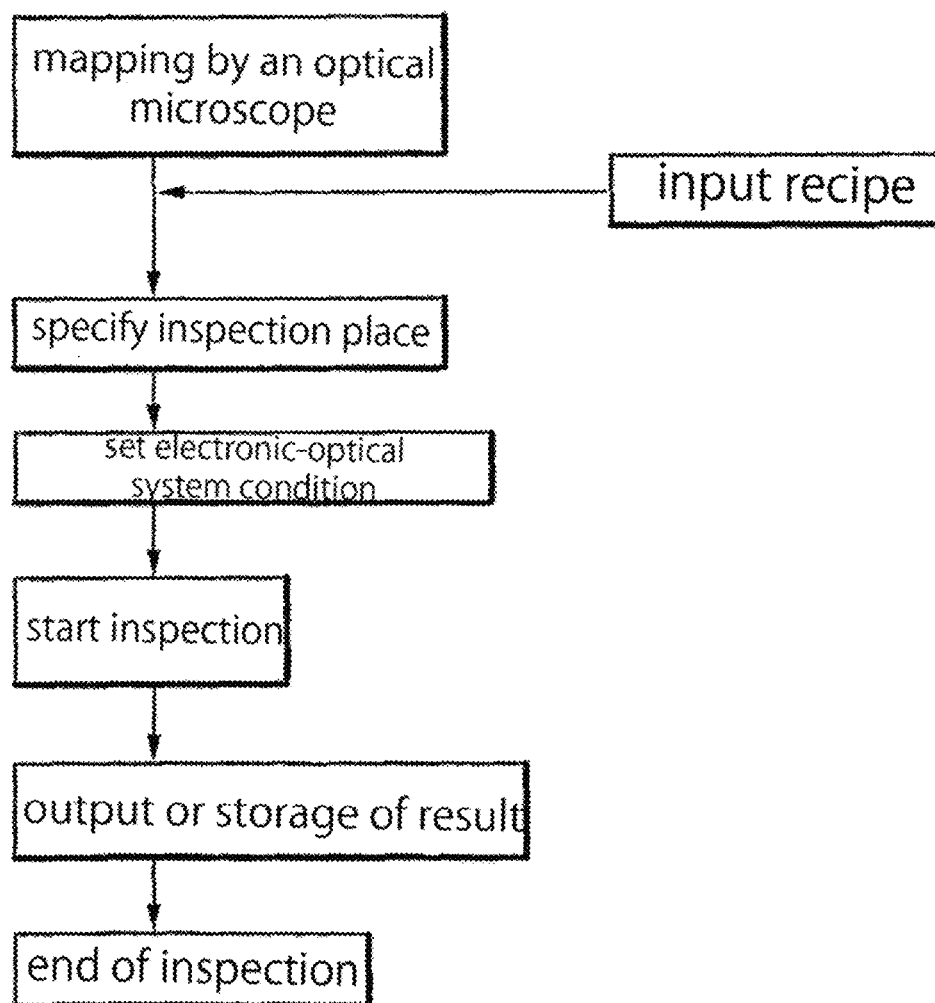 mapping by an optical
microscope
input recipe
specify inspection place
set electronic-optical
system condition
start inspection
output or storage of result
end of inspection